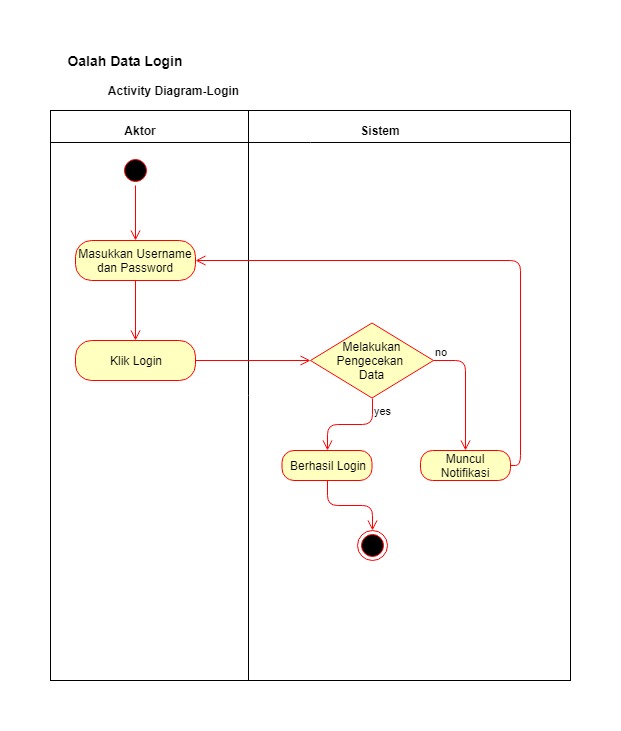 Oalah Data Login
Activity Diagram-Login
Aktor
Sistem
Masukkan Username
dan Password
Klik Login
Melakukan
Pengecekan
Data
no
yes
Berhasil Login
Muncul
Notifikasi